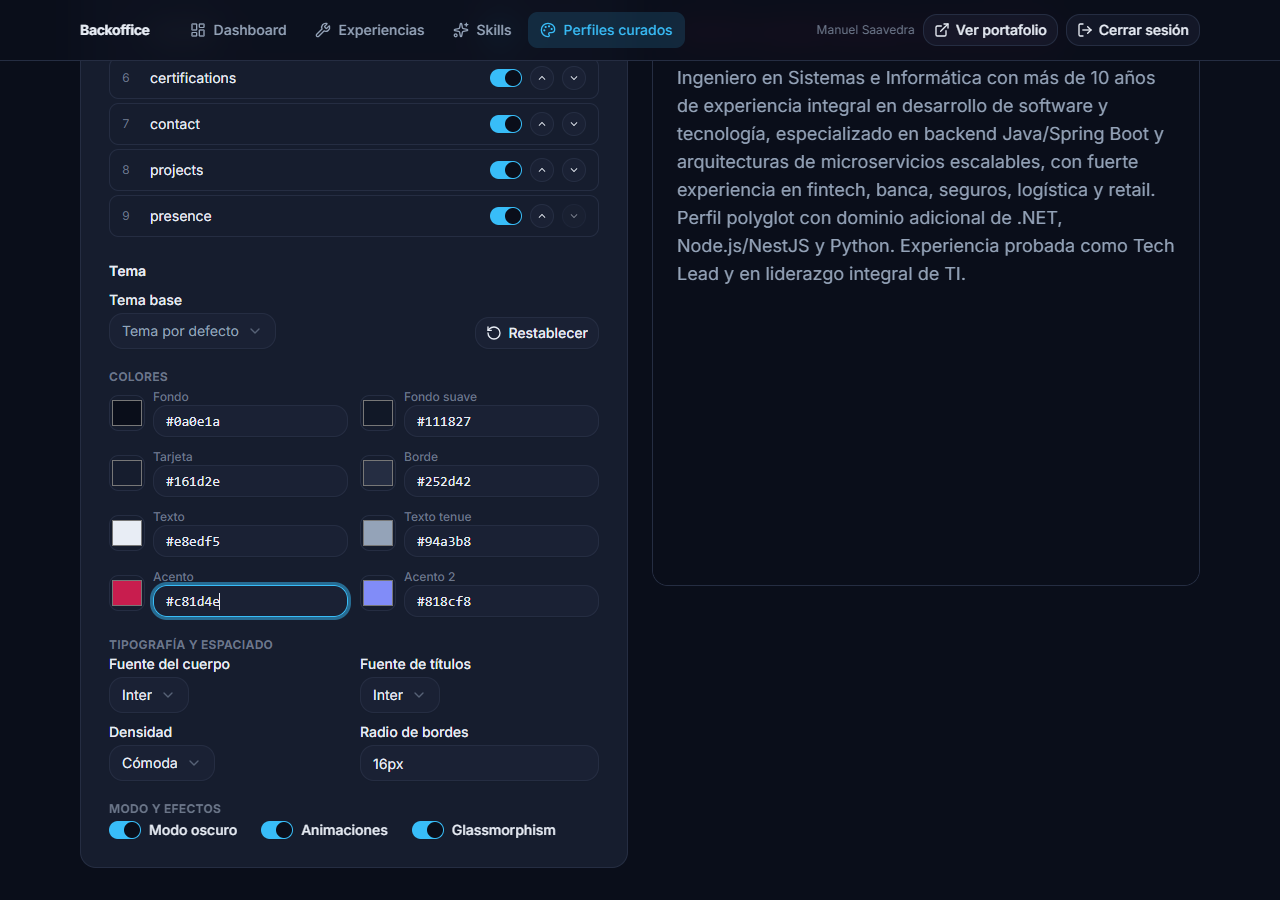 Backoffice
Dashboard
Experiencias
Skills
Perfiles curados
Manuel Saavedra
Ver portafolio
Cerrar sesión
6 certifications
7 contact
8 projects
9 presence
Tema
Tema base
Tema por defecto
Restablecer
COLORES
Fondo
#0a0e1a
Fondo suave
#111827
Tarjeta
#161d2e
Borde
#252d42
Texto
#e8edf5
Texto tenue
#94a3b8
Acento
#c81d4e
Acento 2
#818cf8
TIPOGRAFÍA Y ESPACIADO
Fuente del cuerpo
Inter
Fuente de títulos
Inter
Densidad
Cómoda
Radio de bordes
16px
MODO Y EFECTOS
Modo oscuro
Animaciones
Glassmorphism
Ingeniero en Sistemas e Informática con más de 10 años
de experiencia integral en desarrollo de software y
tecnología, especializado en backend Java/Spring Boot y
arquitecturas de microservicios escalables, con fuerte
experiencia en fintech, banca, seguros, logística y retail.
Perfil polyglot con dominio adicional de .NET,
Node.js/NestJS y Python. Experiencia probada como Tech
Lead y en liderazgo integral de TI.